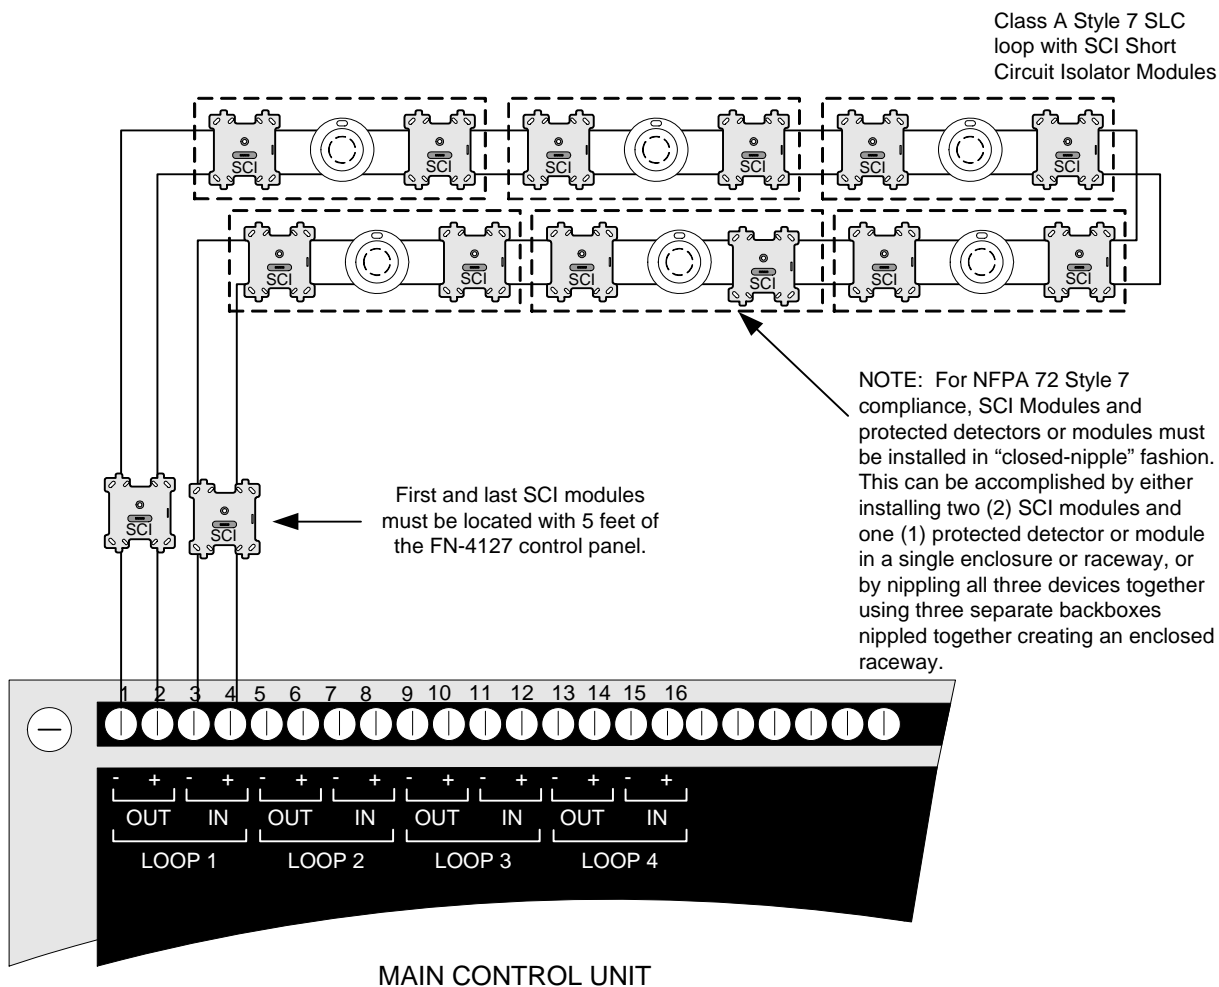 Class A Style 7 SLC
loop with SCI Short
Circuit Isolator Modules
SCI SCI SCI SCI SCI SCI
SCI SCI SCI SCI SCI SCI
NOTE: For NFPA 72 Style 7
compliance, SCI Modules and
protected detectors or modules must
be installed in “closed-nipple” fashion.
This can be accomplished by either
installing two (2) SCI modules and
one (1) protected detector or module
in a single enclosure or raceway, or
by nippling all three devices together
using three separate backboxes
nippled together creating an enclosed
raceway.
SCI SCI
First and last SCI modules
must be located with 5 feet of
the FN-4127 control panel.
1 2 3 4 5 6 7 8 9 10 11 12 13 14 15 16
- + - + - + - + - + - + - + - +
OUT IN OUT IN OUT IN OUT IN
LOOP 1 LOOP 2 LOOP 3 LOOP 4
MAIN CONTROL UNIT